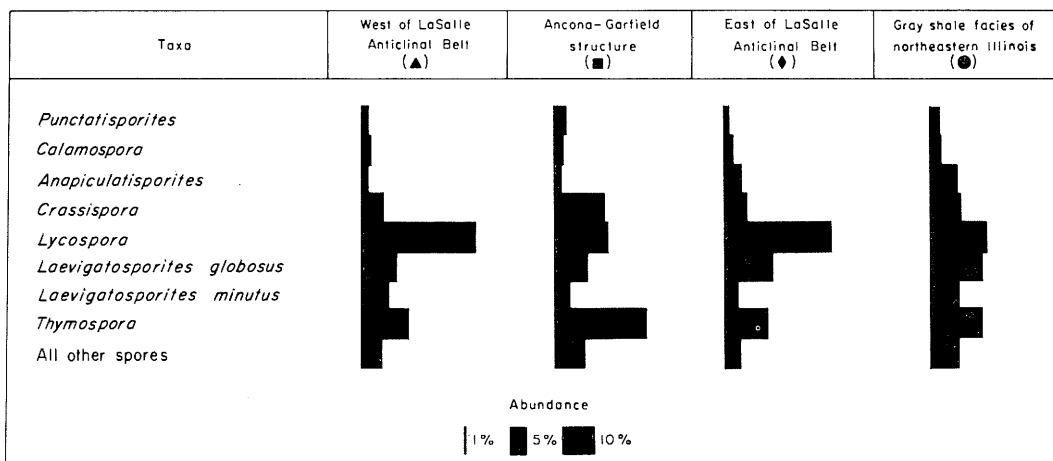 Taxa
West of LaSalle
Anticlinal Belt
(▲)
Ancona-Garfield
structure
(■)
East of LaSalle
Anticlinal Belt
(♦)
Gray shale facies of
northeastern Illinois
(●)
Punctatisporites
Calamospora
Anapiculatisporites
Crassispora
Lycospora
Laevigatosporites globosus
Laevigatosporites minutus
Thymospora
All other spores
Abundance
1% 5% 10%